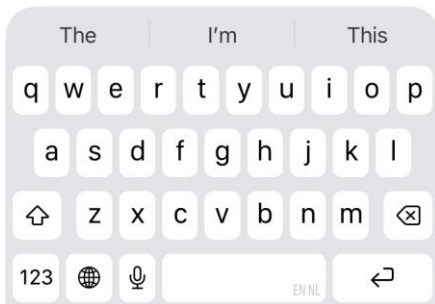 The I'm This
q w e r t y u i o p
a s d f g h j k l
z x c v b n m
123 EN NL